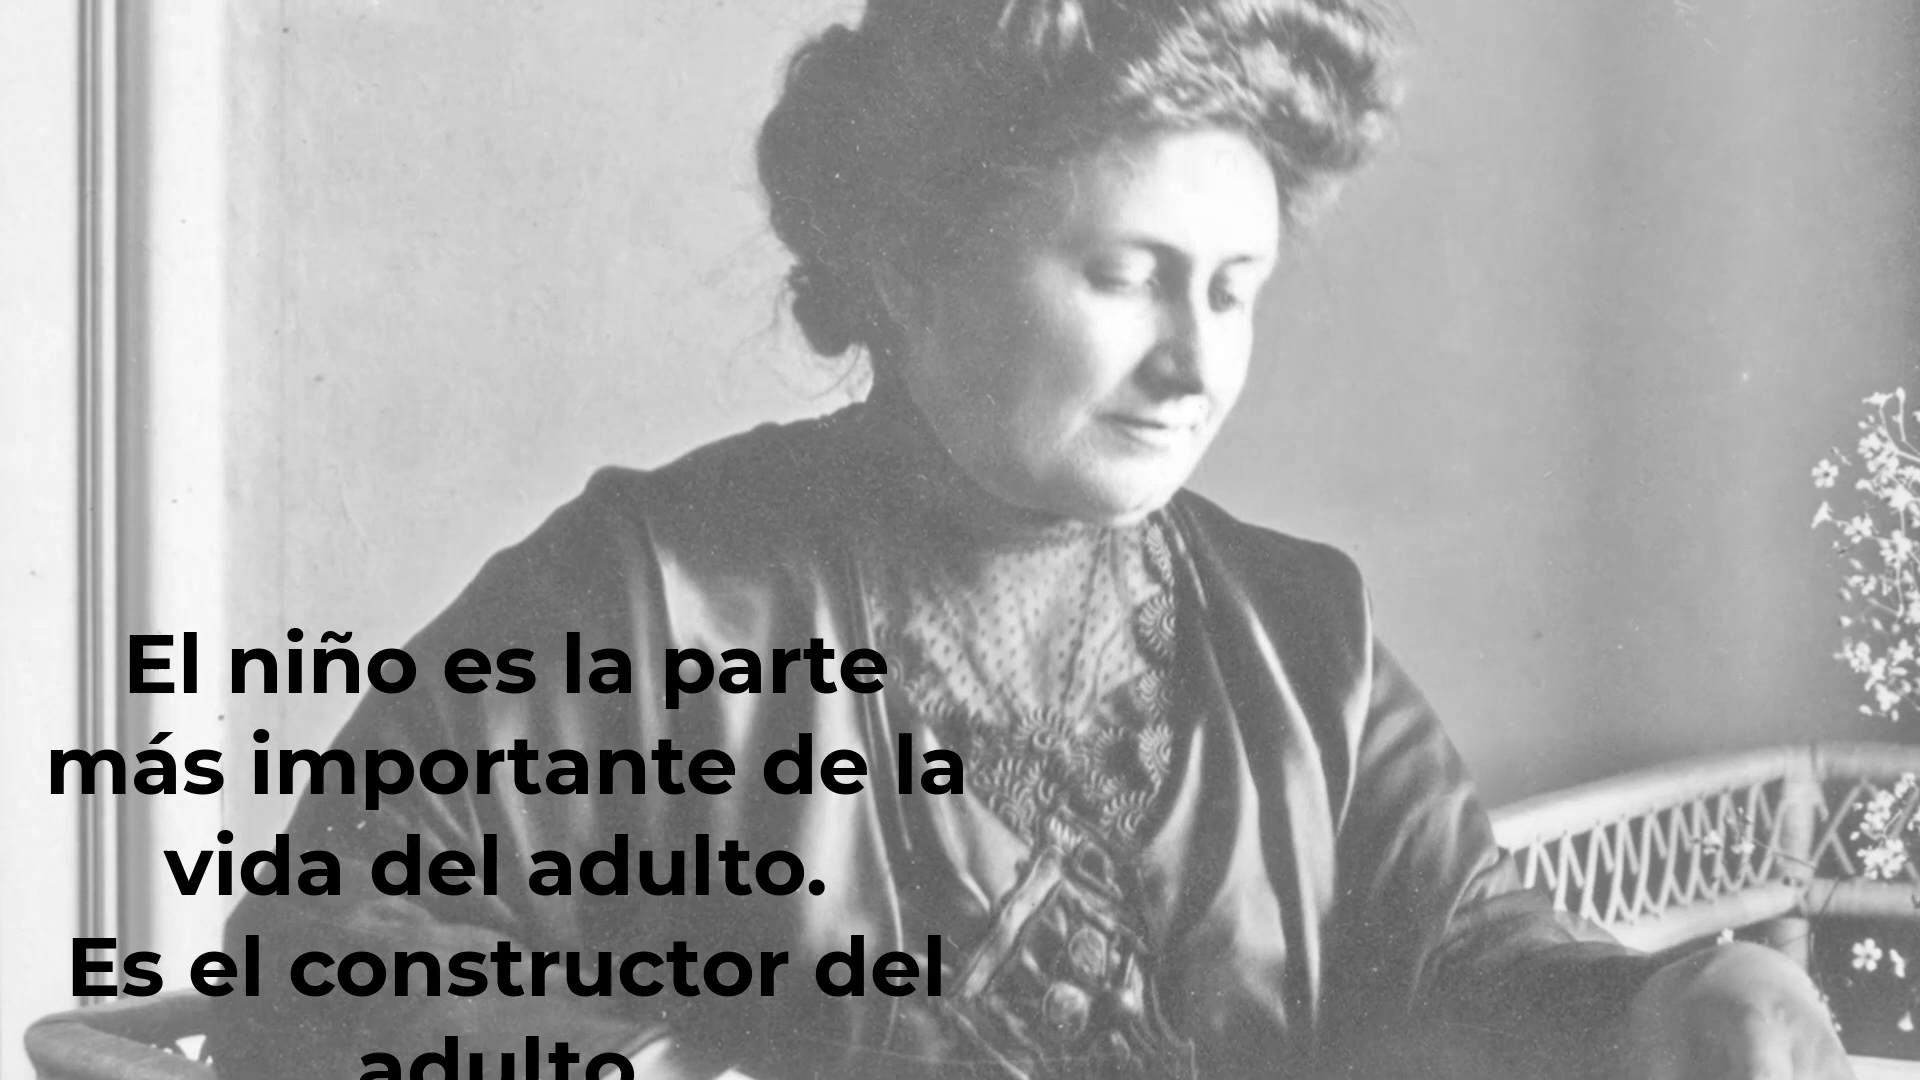 El niño es la parte
más importante de la
vida del adulto.
Es el constructor del
adulto